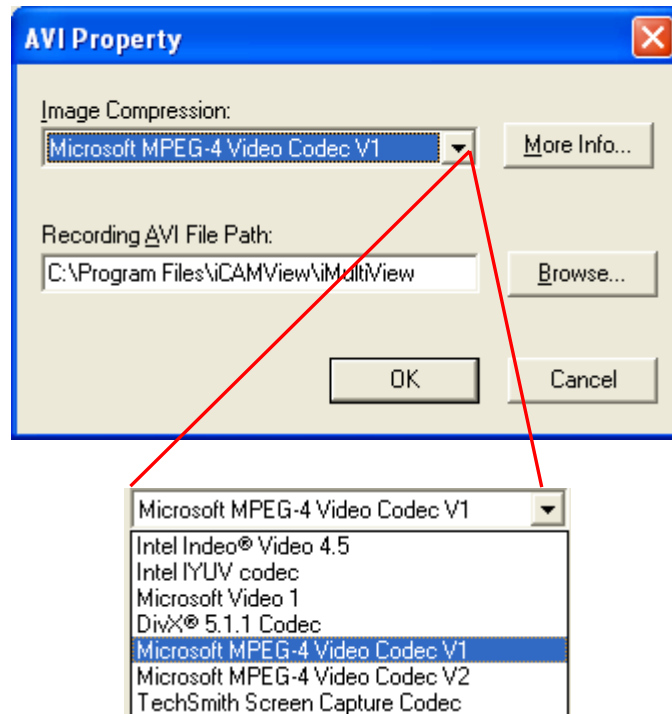 AVI Property
Image Compression:
Microsoft MPEG-4 Video Codec V1
More Info...
Recording AVI File Path:
C:\Program Files\iCAMView\iMultiView
Browse...
OK
Cancel
Microsoft MPEG-4 Video Codec V1
Intel Indeo® Video 4.5
Intel IYUV codec
Microsoft Video 1
DivX® 5.1.1 Codec
Microsoft MPEG-4 Video Codec V1
Microsoft MPEG-4 Video Codec V2
TechSmith Screen Capture Codec